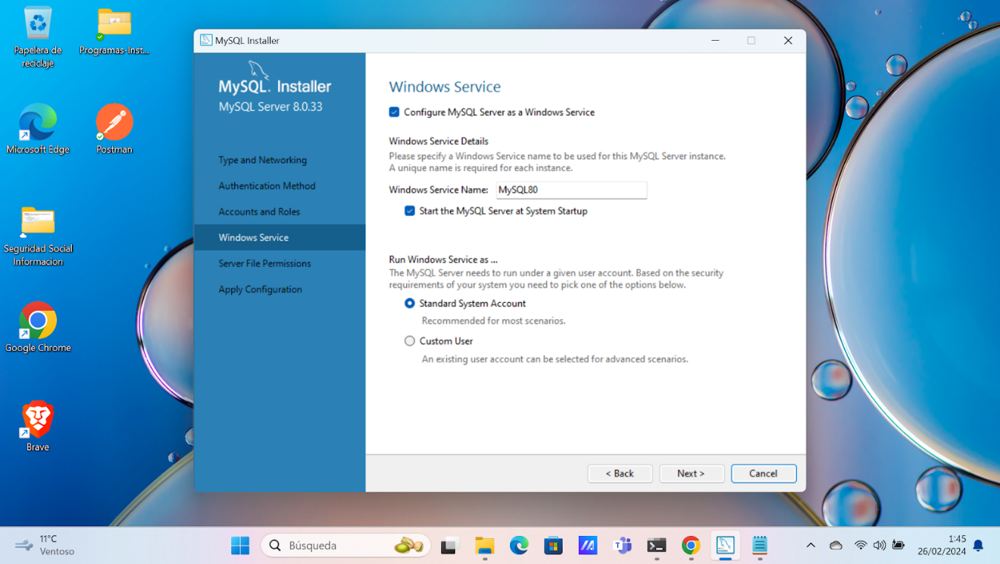 Papelera de
reciclaje
Programas-Inst...
Microsoft Edge
Postman
Seguridad Social
Informacion
Google Chrome
Brave
MySQL Installer
MySQL. Installer
MySQL Server 8.0.33
Type and Networking
Authentication Method
Accounts and Roles
Windows Service
Server File Permissions
Apply Configuration
Windows Service
Configure MySQL Server as a Windows Service
Windows Service Details
Please specify a Windows Service name to be used for this MySQL Server instance.
A unique name is required for each instance.
Windows Service Name: MySQL80
Start the MySQL Server at System Startup
Run Windows Service as ...
The MySQL Server needs to run under a given user account. Based on the security
requirements of your system you need to pick one of the options below.
Standard System Account
Recommended for most scenarios.
Custom User
An existing user account can be selected for advanced scenarios.
< Back
Next >
Cancel
11°C
Ventoso
Búsqueda
1:45
26/02/2024